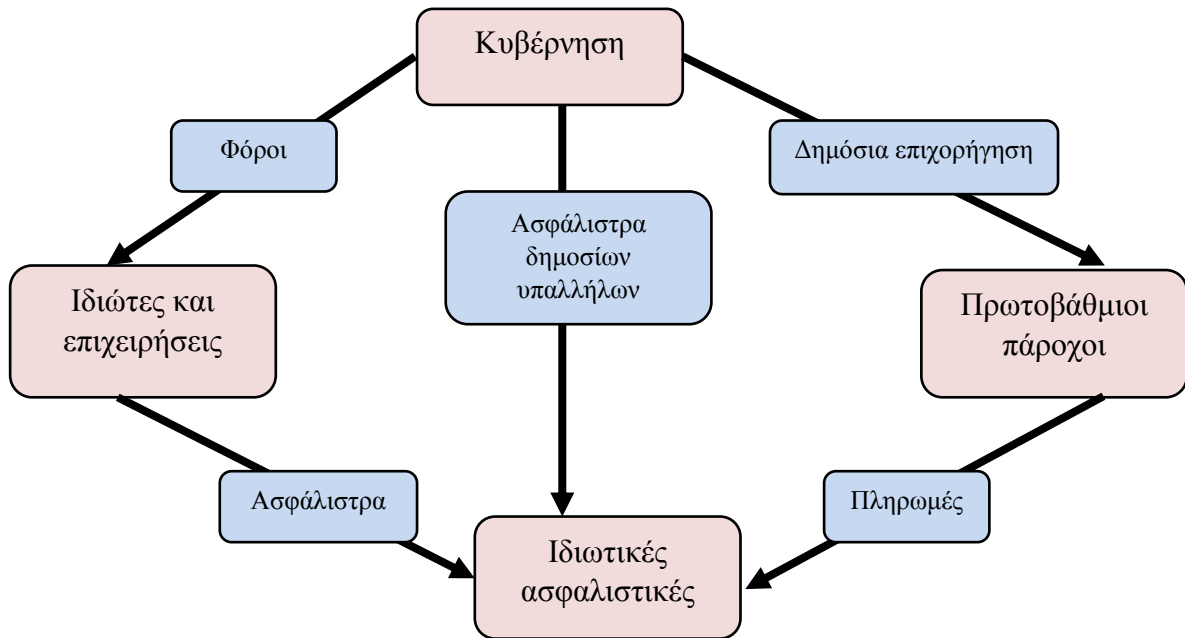 Κυβέρνηση
Φόροι
Δημόσια επιχορήγηση
Ασφάλιστρα
δημοσίων
υπαλλήλων
Ιδιώτες και
επιχειρήσεις
Πρωτοβάθμιοι
πάροχοι
Ασφάλιστρα
Πληρωμές
Ιδιωτικές
ασφαλιστικές